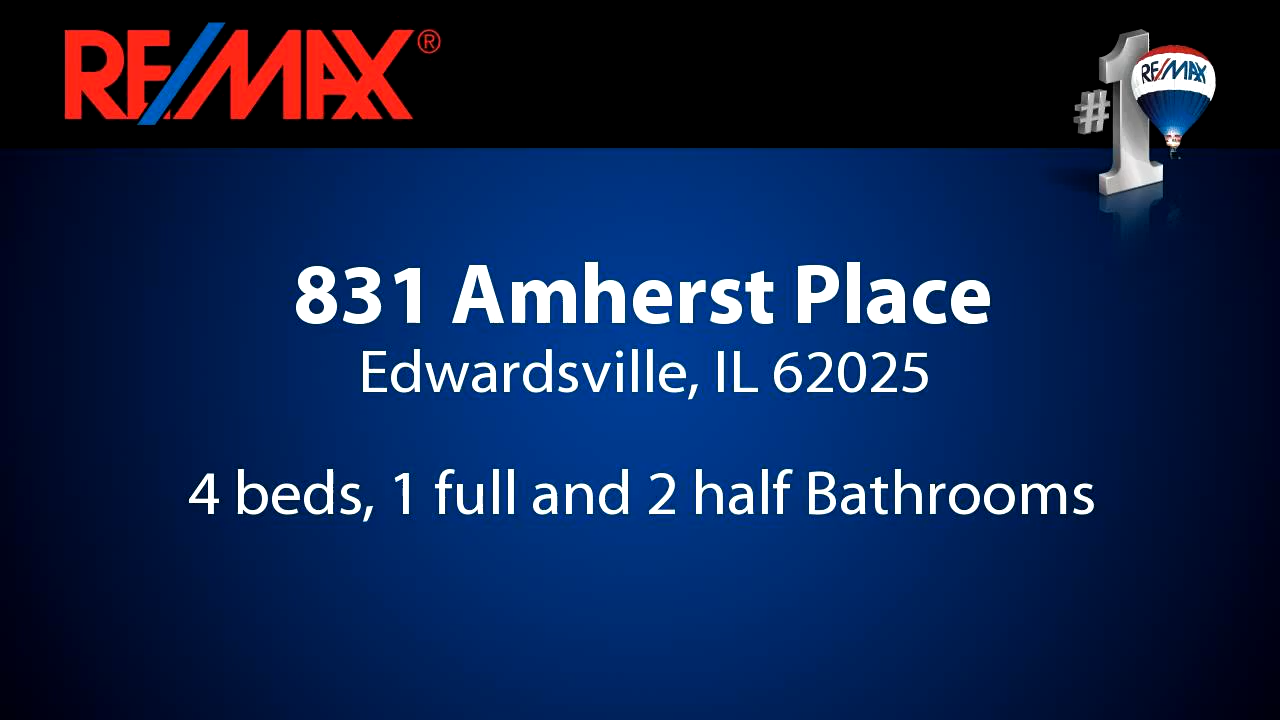 RE/MAX®
#1 RE/MAX
831 Amherst Place
Edwardsville, IL 62025
4 beds, 1 full and 2 half Bathrooms